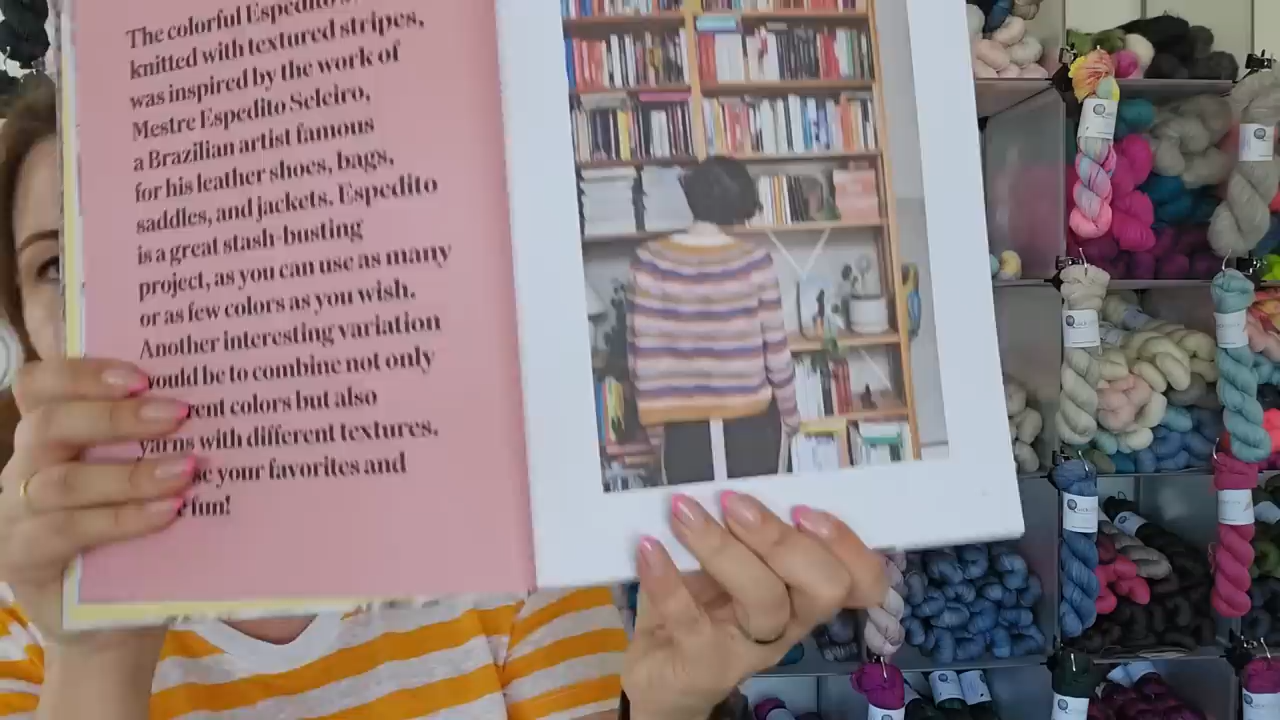 The colorful Espedito
knitted with textured stripes,
was inspired by the work of
Mestre Espedito Seleiro,
a Brazilian artist famous
for his leather shoes, bags,
saddles, and jackets. Espedito
is a great stash-busting
project, as you can use as many
or as few colors as you wish.
Another interesting variation
would be to combine not only
rent colors but also
yarns with different textures.
se your favorites and
fun!